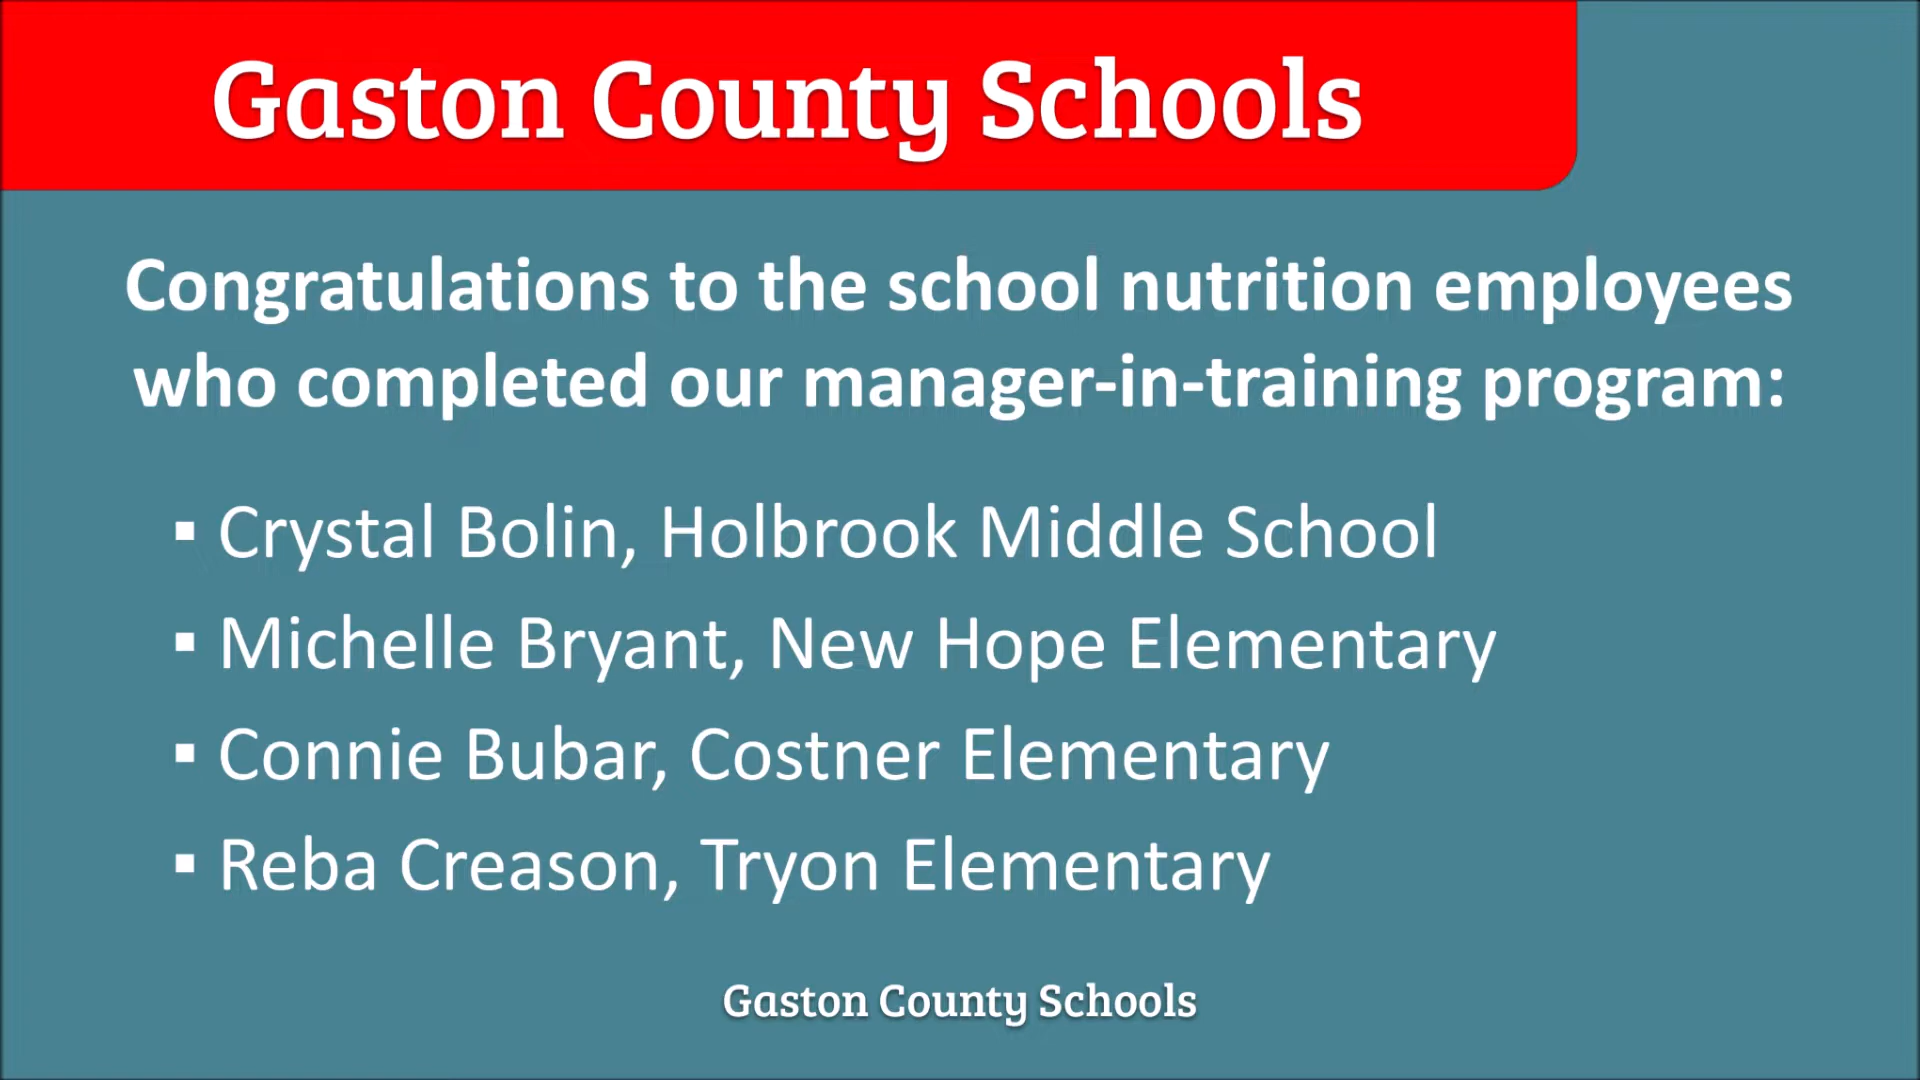 Gaston County Schools
Congratulations to the school nutrition employees
who completed our manager-in-training program:
▪ Crystal Bolin, Holbrook Middle School
▪ Michelle Bryant, New Hope Elementary
▪ Connie Bubar, Costner Elementary
▪ Reba Creason, Tryon Elementary
Gaston County Schools